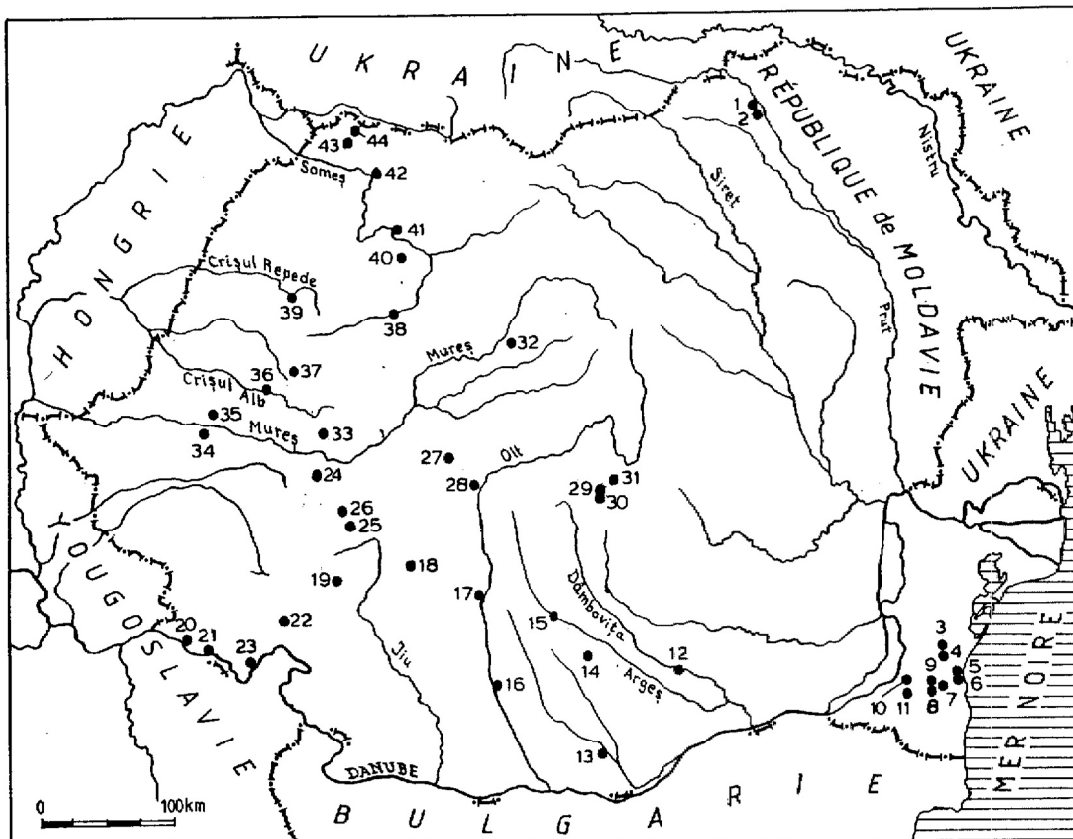 UKRAINE
UKRAINE
RÉPUBLIQUE de MOLDAVIE
Nistru
HONGRIE
Someş
Siret
Prut
Crişul Repede
Mureş
Crişul Alb
Mureş
Olt
UKRAINE
YOUGOSLAVIE
Dâmboviţa
Argeş
Jiu
DANUBE
BULGARIE
MER NOIRE
0 100km
1
2
44
43
42
41
40
39
38
32
37
36
35
34
33
24
27
28
31
29
30
26
25
19
18
17
15
14
12
22
20
21
23
16
13
3
4
5
6
9
10
11
8
7